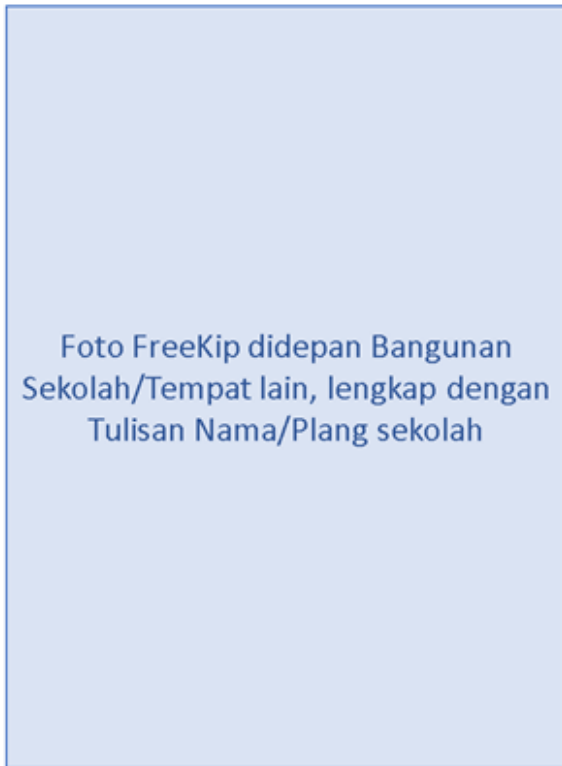 Foto FreeKip didepan Bangunan
Sekolah/Tempat lain, lengkap dengan
Tulisan Nama/Plang sekolah